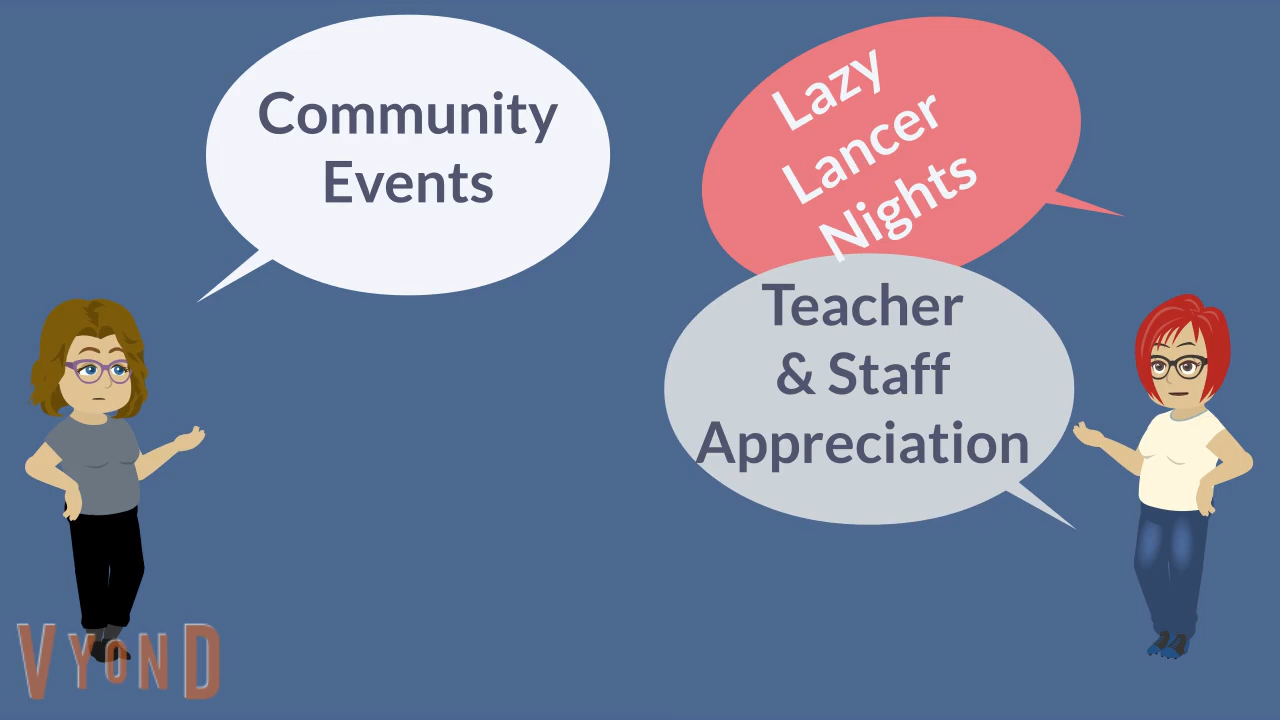 Community
Events
Lazy
Lancer
Nights
Teacher
& Staff
Appreciation
VYOND